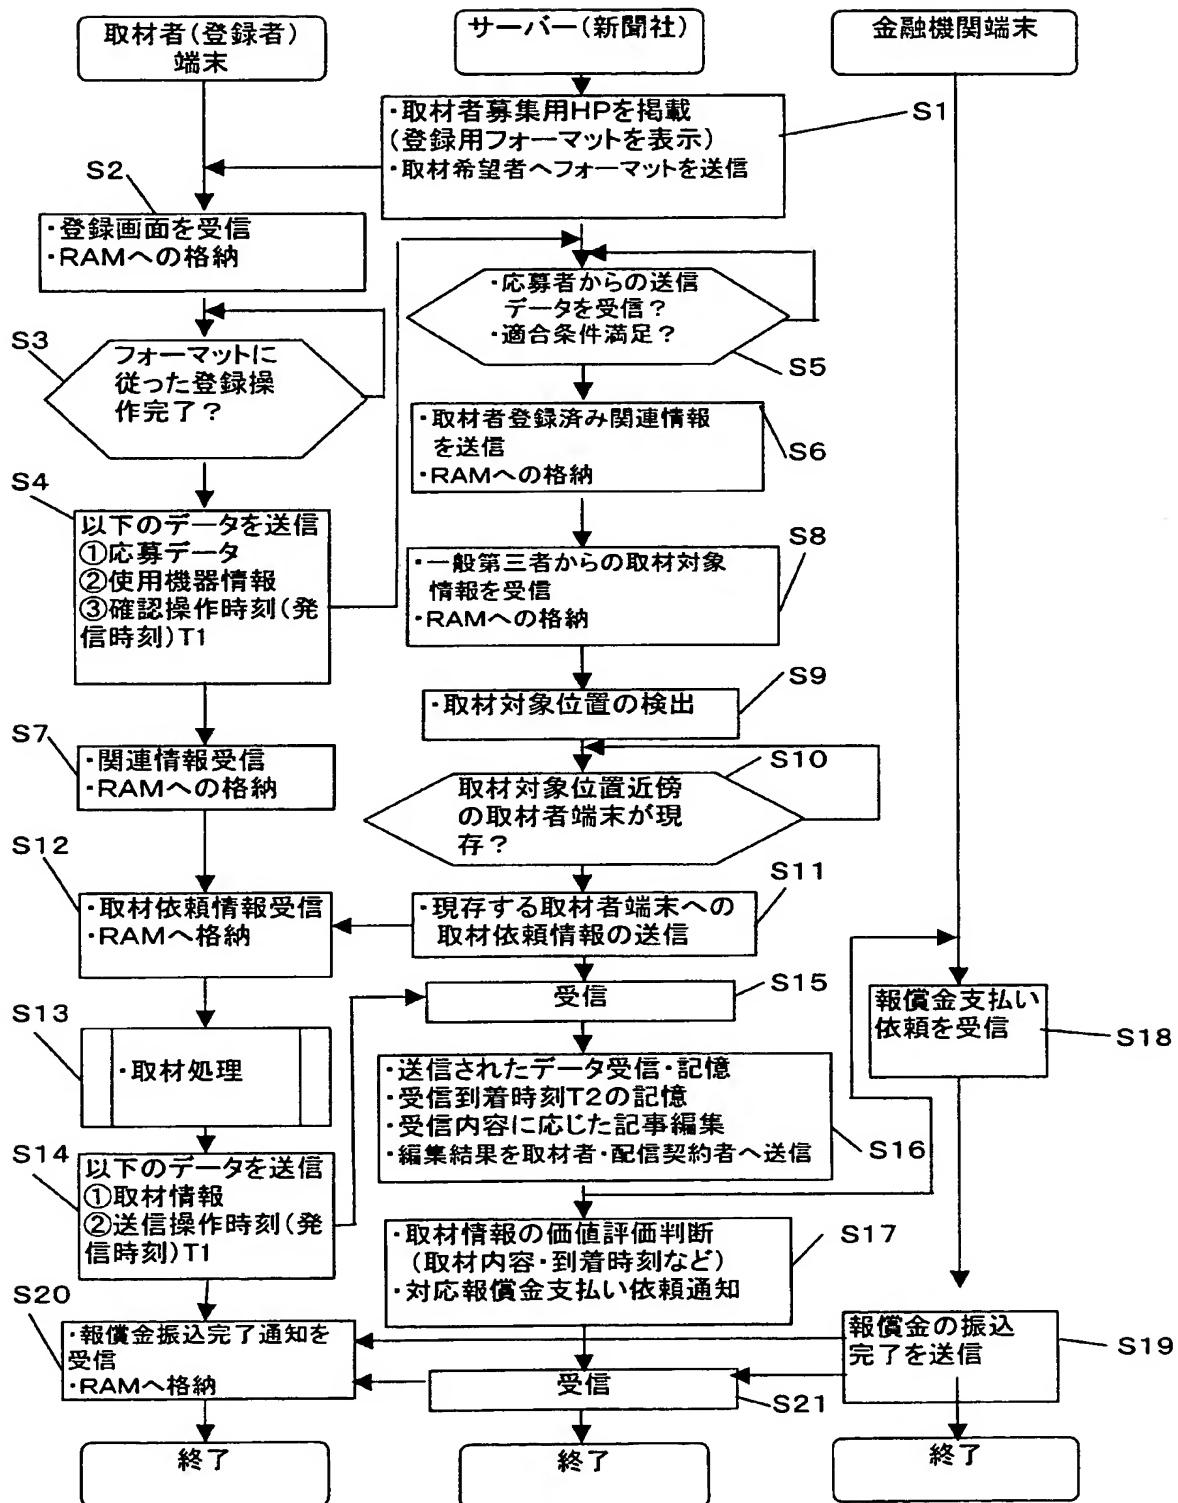 取材者（登録者）
端末
サーバー（新聞社）
金融機関端末
・取材者募集用HPを掲載
（登録用フォーマットを表示）
・取材希望者へフォーマットを送信
S1
S2
・登録画面を受信
・RAMへの格納
S3
フォーマットに
従った登録操
作完了？
・応募者からの送信
データを受信？
・適合条件満足？
S5
・取材者登録済み関連情報
を送信
・RAMへの格納
S6
S4
以下のデータを送信
①応募データ
②使用機器情報
③確認操作時刻（発
信時刻）T1
・一般第三者からの取材対象
情報を受信
・RAMへの格納
S8
S9
・取材対象位置の検出
S7
・関連情報受信
・RAMへの格納
S10
取材対象位置近傍
の取材者端末が現
存？
S12
・取材依頼情報受信
・RAMへ格納
S11
・現存する取材者端末への
取材依頼情報の送信
受信
S15
S13
・取材処理
報償金支払い
依頼を受信
S18
・送信されたデータ受信・記憶
・受信到着時刻T2の記憶
・受信内容に応じた記事編集
・編集結果を取材者・配信契約者へ送信
S16
S14
以下のデータを送信
①取材情報
②送信操作時刻（発
信時刻）T1
・取材情報の価値評価判断
（取材内容・到着時刻など）
・対応報償金支払い依頼通知
S17
S20
・報償金振込完了通知を
受信
・RAMへ格納
報償金の振込
完了を送信
S19
受信
S21
終了
終了
終了